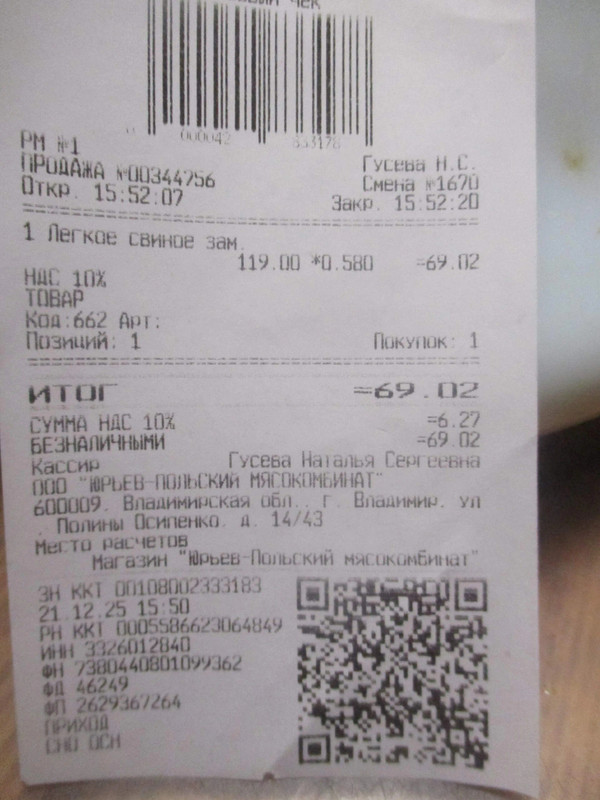 чек
000042 833178
РМ №1
ПРОДАЖА №00344756 Гусева Н.С.
Откр. 15:52:07 Смена №1670
Закр. 15:52:20
1 Легкое свиное зам.
119.00 *0.580 =69.02
НДС 10%
ТОВАР
Код:662 Арт:
Позиций: 1 Покупок: 1
ИТОГ =69.02
СУММА НДС 10% =6.27
БЕЗНАЛИЧНЫМИ =69.02
Кассир Гусева Наталья Сергеевна
ООО "ЮРЬЕВ-ПОЛЬСКИЙ МЯСОКОМБИНАТ"
600009, Владимирская обл., г. Владимир, ул
. Полины Осипенко, д. 14/43
Место расчетов
Магазин "Юрьев-Польский мясокомбинат"
ЗН ККТ 00108002333183
21.12.25 15:50
РН ККТ 0005586623064849
ИНН 3326012840
ФН 7380440801099362
ФД 46249
ФП 2629367264
ПРИХОД
СНО ОСН